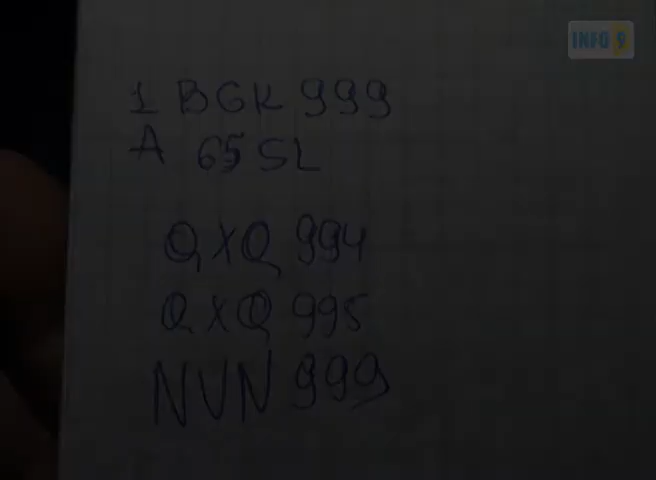 INFO 9
1 BGK 999
A 65 SL
QXQ 994
QXQ 995
NVN 999